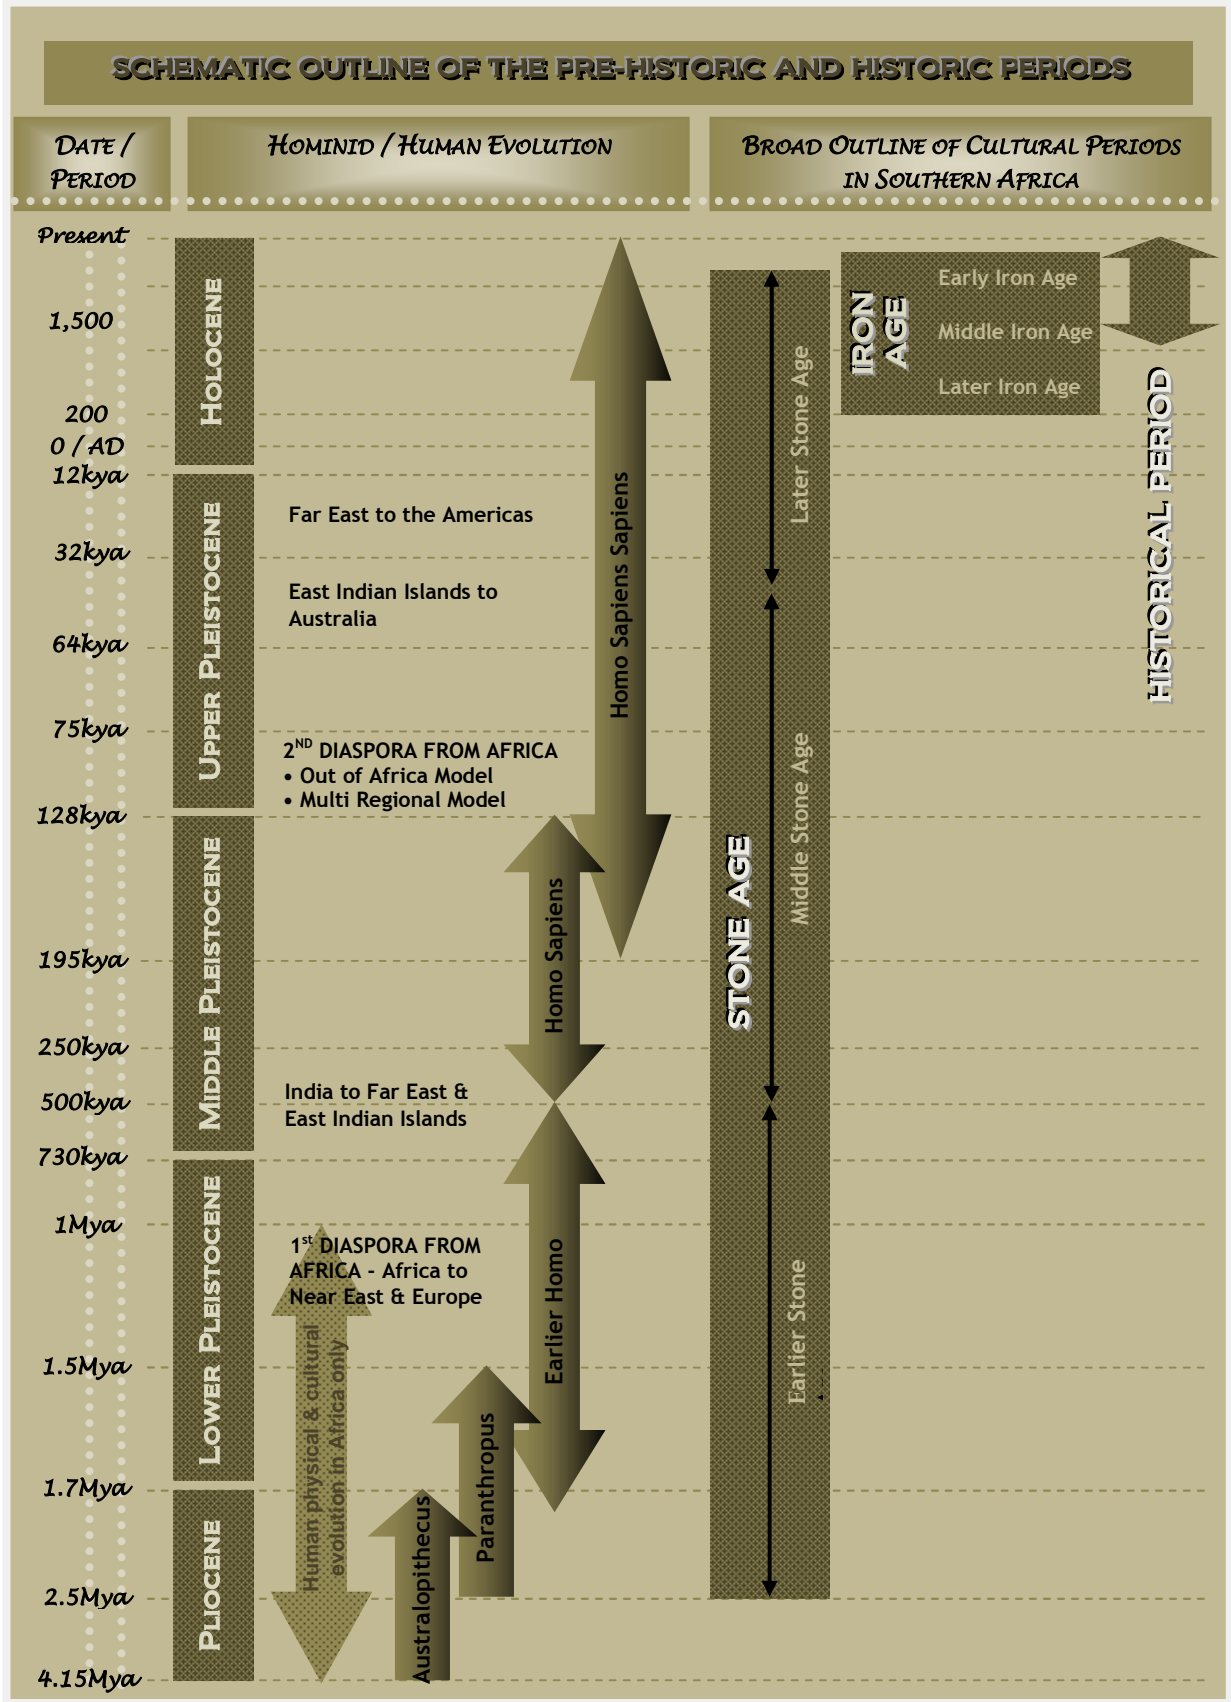 SCHEMATIC OUTLINE OF THE PRE-HISTORIC AND HISTORIC PERIODS
DATE /
PERIOD
HOMINID / HUMAN EVOLUTION
BROAD OUTLINE OF CULTURAL PERIODS
IN SOUTHERN AFRICA
Present
1,500
200
0 / AD
12kya
32kya
64kya
75kya
128kya
195kya
250kya
500kya
730kya
1Mya
1.5Mya
1.7Mya
2.5Mya
4.15Mya
HOLOCENE
UPPER PLEISTOCENE
MIDDLE PLEISTOCENE
LOWER PLEISTOCENE
PLIOCENE
Far East to the Americas
East Indian Islands to
Australia
2ND DIASPORA FROM AFRICA
• Out of Africa Model
• Multi Regional Model
India to Far East &
East Indian Islands
1st DIASPORA FROM
AFRICA - Africa to
Near East & Europe
Human physical & cultural
evolution in Africa only
Australopithecus
Paranthropus
Earlier Homo
Homo Sapiens
Homo Sapiens Sapiens
STONE AGE
Later Stone Age
Middle Stone Age
Earlier Stone
IRON
AGE
Early Iron Age
Middle Iron Age
Later Iron Age
HISTORICAL PERIOD